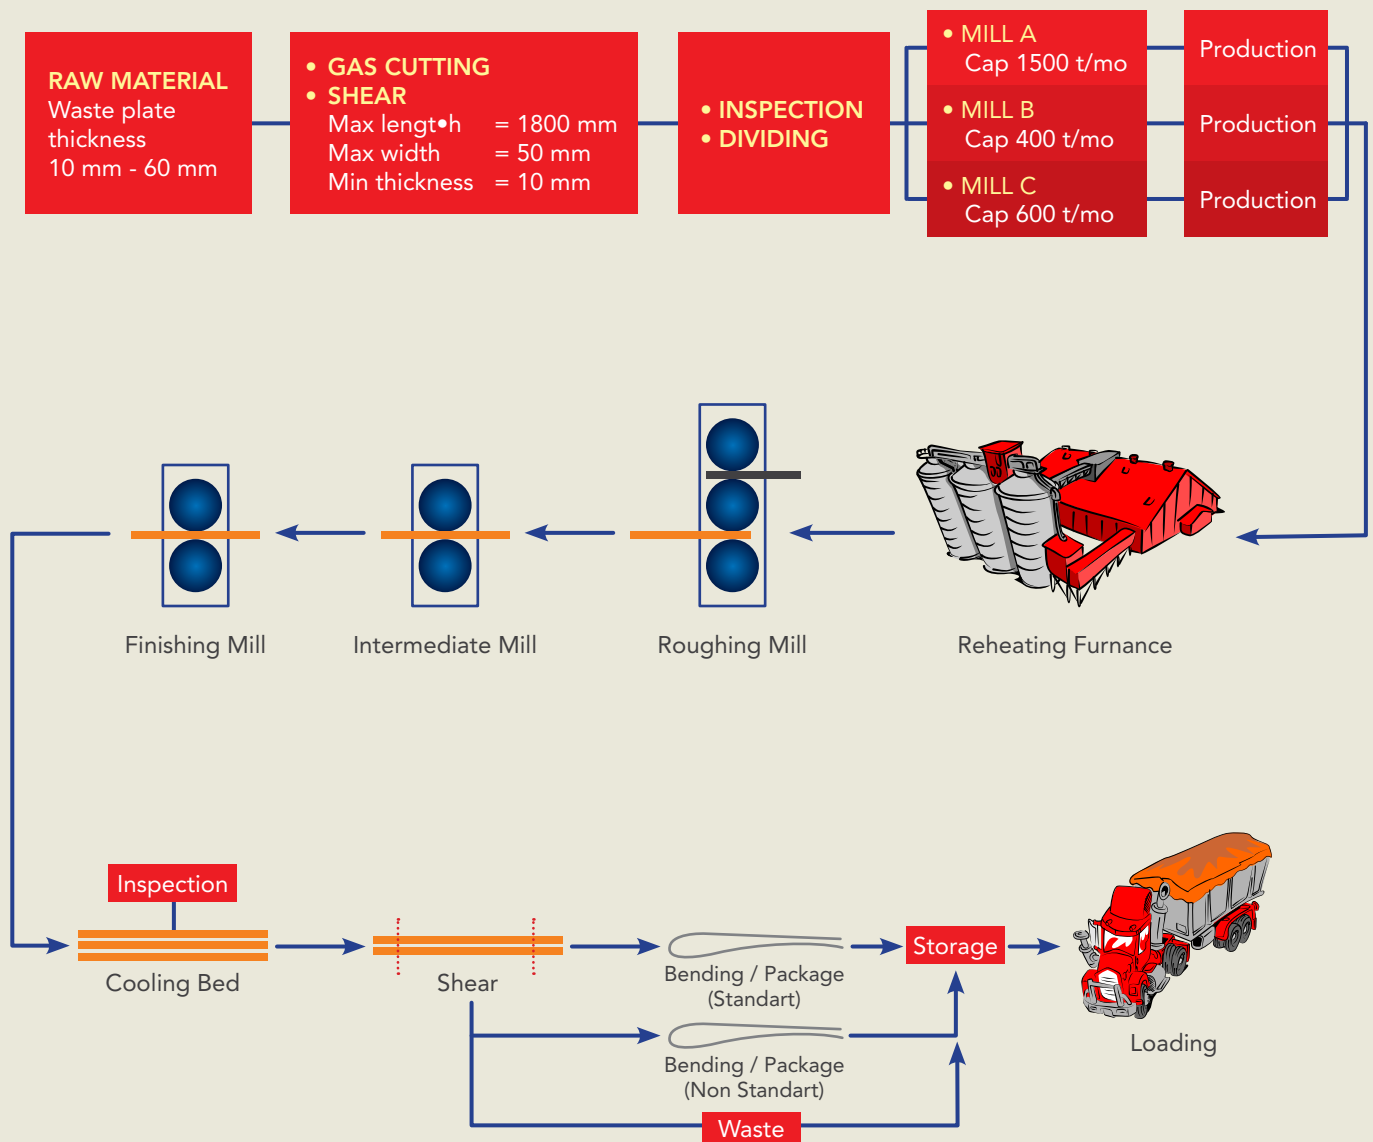 RAW MATERIAL
Waste plate
thickness
10 mm - 60 mm
• GAS CUTTING
• SHEAR
Max lengt•h = 1800 mm
Max width = 50 mm
Min thickness = 10 mm
• INSPECTION
• DIVIDING
• MILL A
Cap 1500 t/mo
• MILL B
Cap 400 t/mo
• MILL C
Cap 600 t/mo
Production
Production
Production
Finishing Mill
Intermediate Mill
Roughing Mill
Reheating Furnance
Inspection
Cooling Bed
Shear
Bending / Package
(Standart)
Storage
Loading
Bending / Package
(Non Standart)
Waste